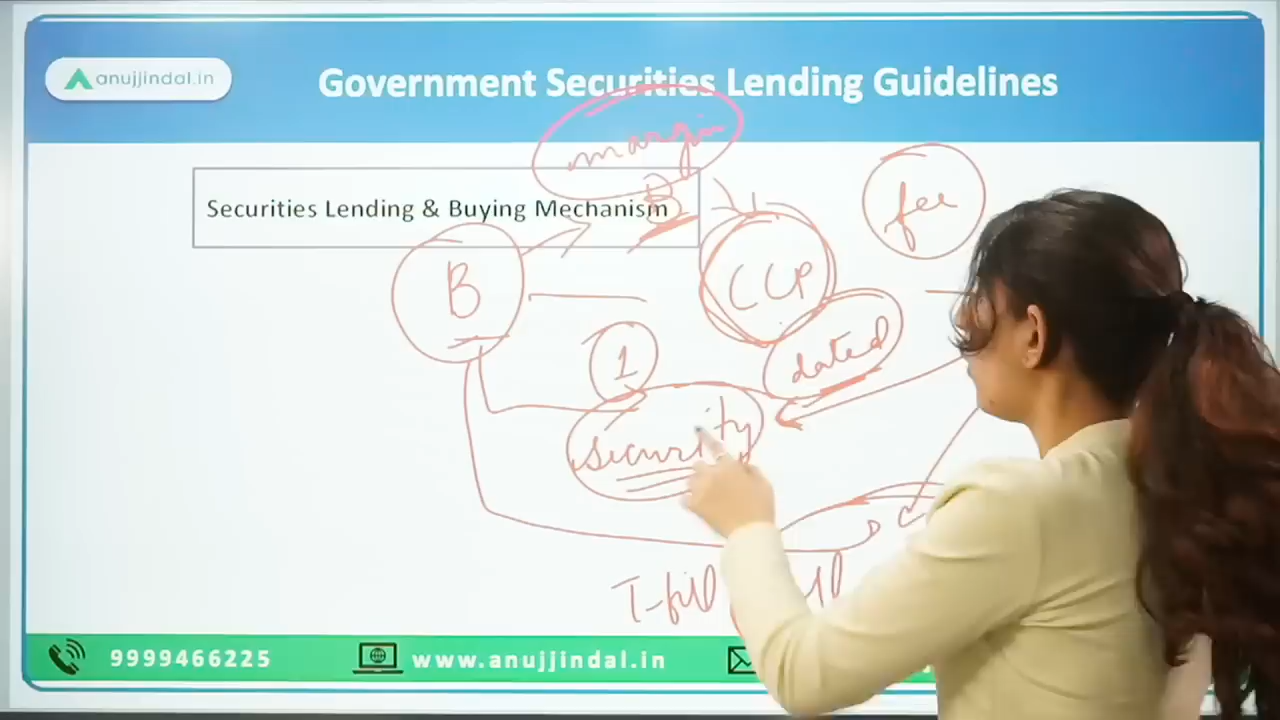 anujjindal.in
Government Securities Lending Guidelines
margin
fee
Securities Lending & Buying Mechanism
B
CCP
1
dated
security
T-bill
9999466225
www.anujjindal.in